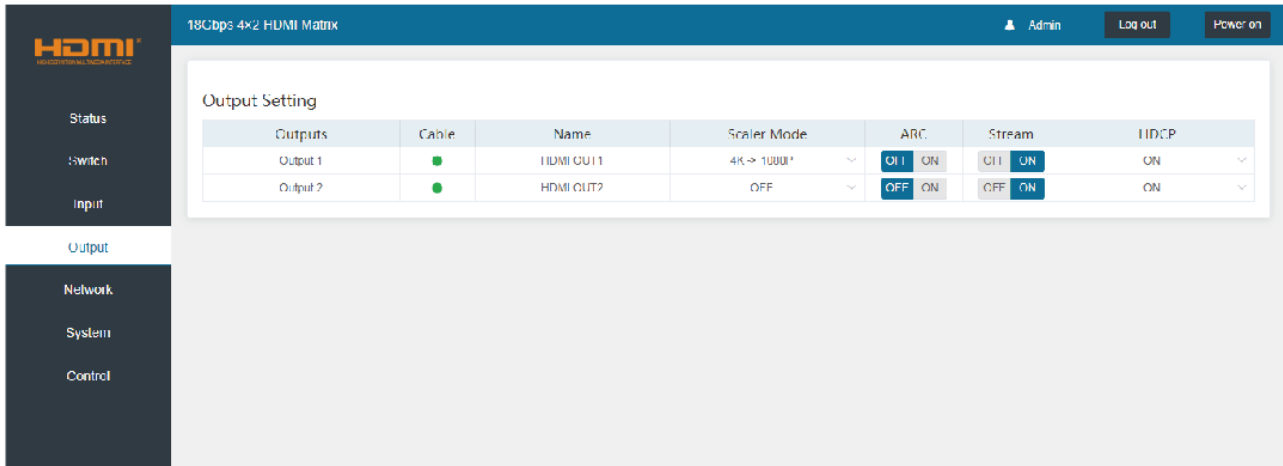 18Gbps 4×2 HDMI Matrix
Admin
Log out
Power on
HDMI
Status
Switch
Input
Output
Network
System
Control
Output Setting
Outputs Cable Name Scaler Mode ARC Stream HDCP
Output 1 HDMI OUT1 4K -> 1080P OFF ON OFF ON ON
Output 2 HDMI OUT2 OFF OFF ON OFF ON ON